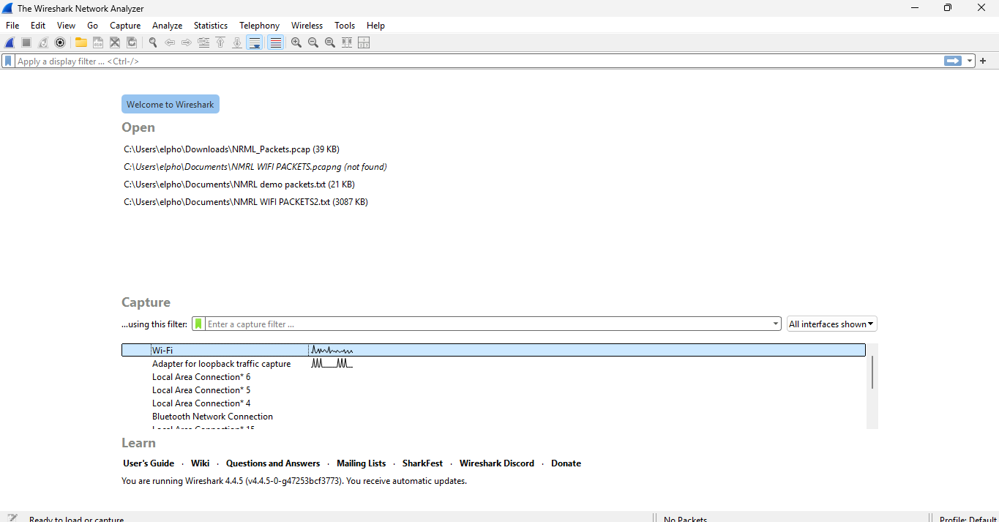 The Wireshark Network Analyzer
File Edit View Go Capture Analyze Statistics Telephony Wireless Tools Help
Apply a display filter ... <Ctrl-/>
Welcome to Wireshark
Open
C:\Users\elpho\Downloads\NRML_Packets.pcap (39 KB)
C:\Users\elpho\Documents\NMRL WIFI PACKETS.pcapng (not found)
C:\Users\elpho\Documents\NMRL demo packets.txt (21 KB)
C:\Users\elpho\Documents\NMRL WIFI PACKETS2.txt (3087 KB)
Capture
...using this filter: Enter a capture filter ... All interfaces shown
Wi-Fi
Adapter for loopback traffic capture
Local Area Connection* 6
Local Area Connection* 5
Local Area Connection* 4
Bluetooth Network Connection
Local Area Connection* 15
Learn
User's Guide · Wiki · Questions and Answers · Mailing Lists · SharkFest · Wireshark Discord · Donate
You are running Wireshark 4.4.5 (v4.4.5-0-g47253bcf3773). You receive automatic updates.
Ready to load or capture No Packets Profile: Default